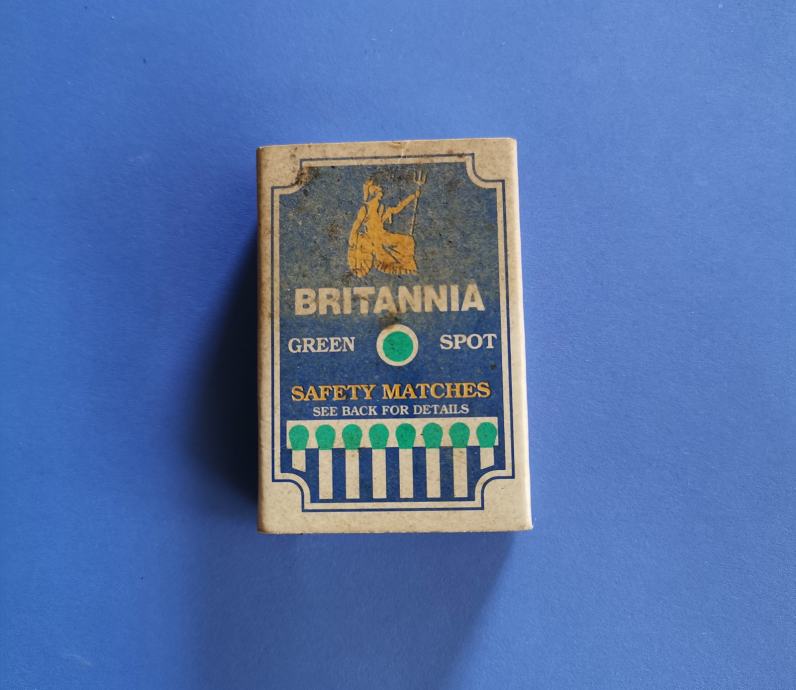 BRITANNIA
GREEN SPOT
SAFETY MATCHES
SEE BACK FOR DETAILS